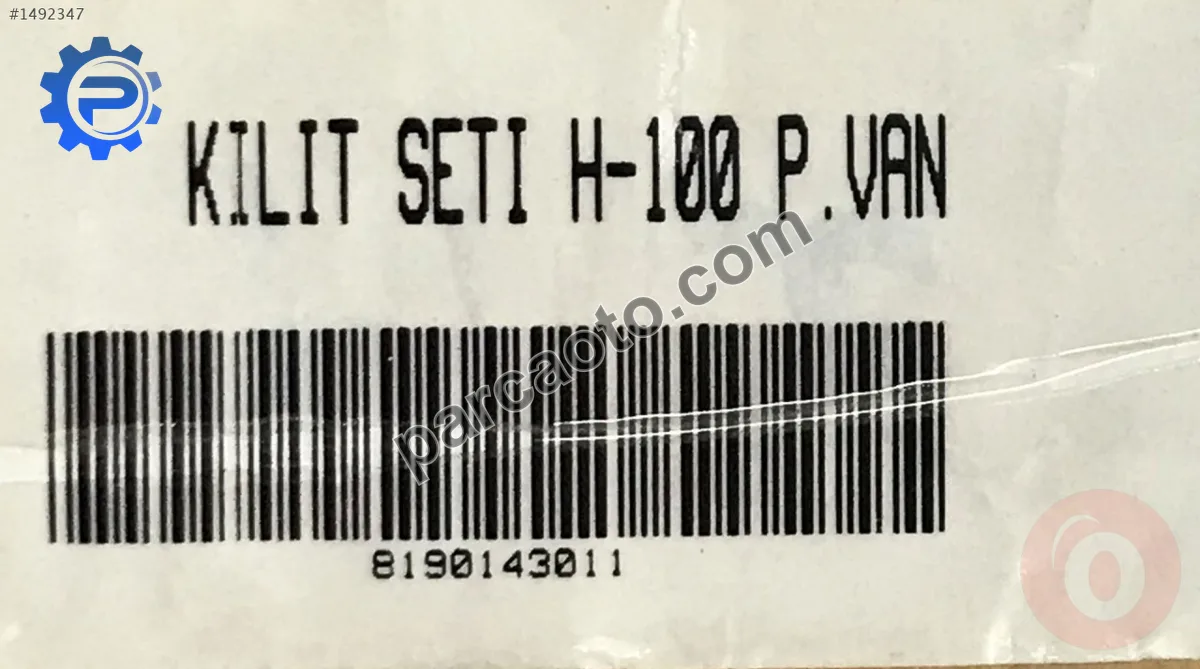 #1492347
P
KILIT SETI H-100 P.VAN
parcaoto.com
8190143011
O